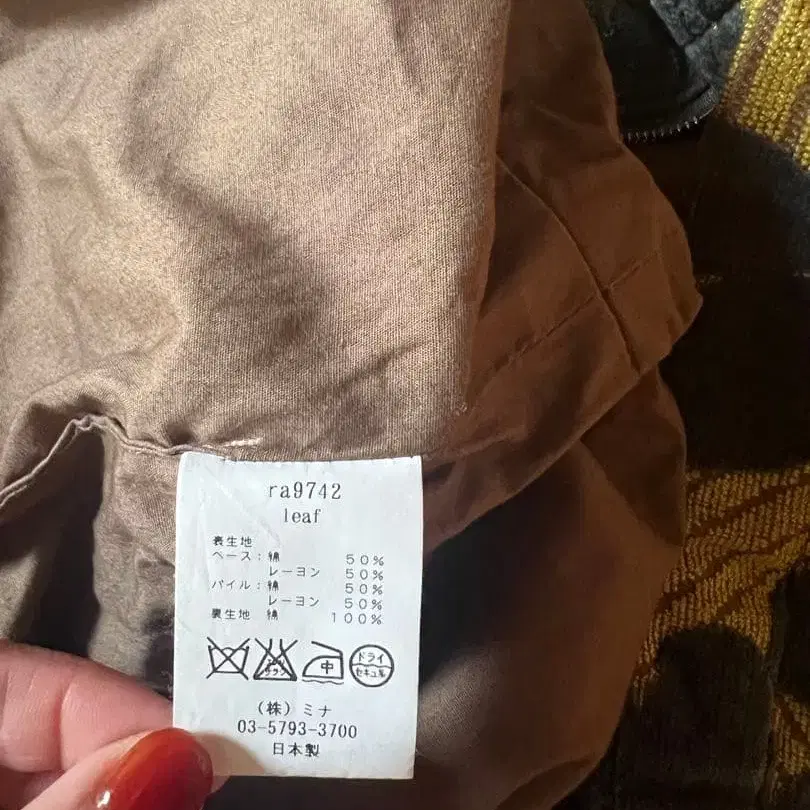 ra9742
leaf
表生地
ベース：綿 50%
レーヨン 50%
パイル：綿 50%
レーヨン 50%
裏生地 綿 100%
中 ドライ
セキユ系
（株）ミナ
03-5793-3700
日本製